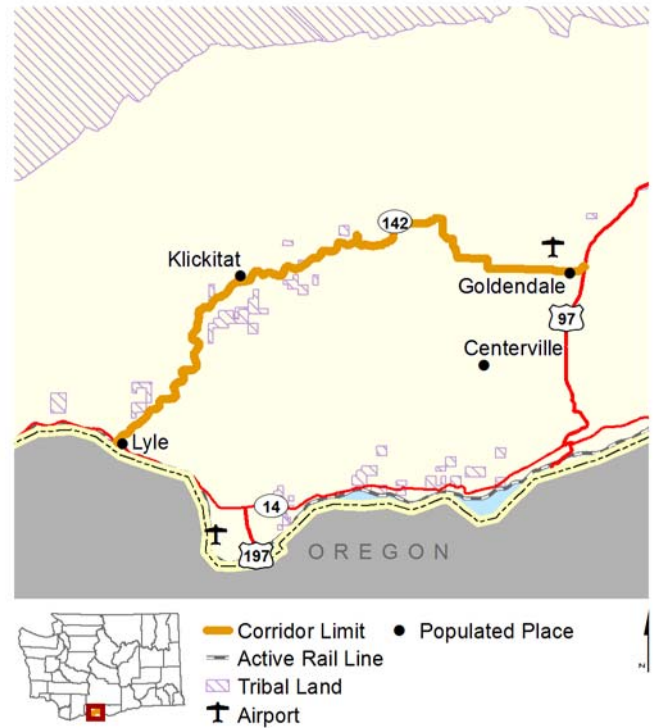 142
Klickitat
Goldendale
97
Centerville
Lyle
14
197
OREGON
Corridor Limit
Populated Place
Active Rail Line
Tribal Land
Airport
N